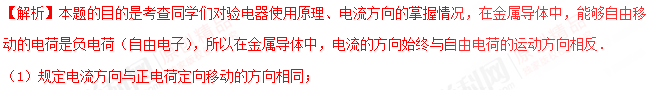 【解析】本题的目的是考查同学们对验电器使用原理、电流方向的掌握情况，在金属导体中，能够自由移
动的电荷是负电荷（自由电子），所以在金属导体中，电流的方向始终与自由电荷的运动方向相反．
（1）规定电流方向与正电荷定向移动的方向相同；